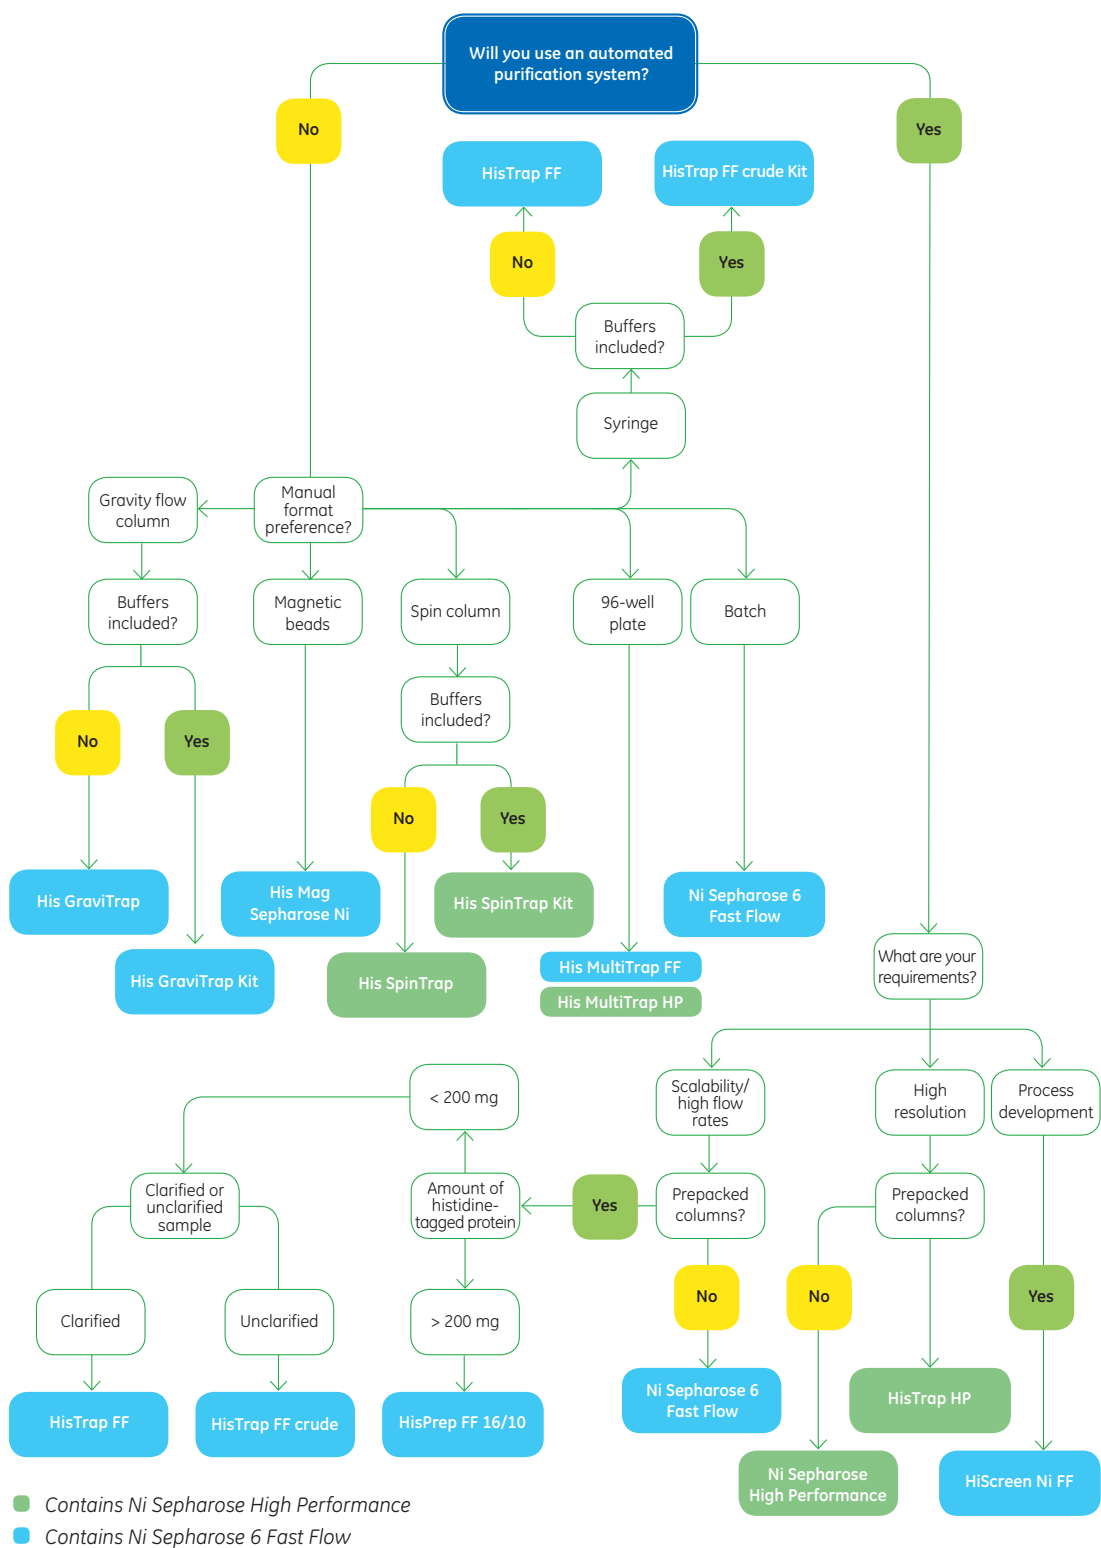 Will you use an automated
purification system?
No
Yes
HisTrap FF
HisTrap FF crude Kit
No
Yes
Buffers
included?
Syringe
Gravity flow
column
Manual
format
preference?
Buffers
included?
Magnetic
beads
Spin column
96-well
plate
Batch
Buffers
included?
No
Yes
No
Yes
His GraviTrap
His Mag
Sepharose Ni
His SpinTrap Kit
Ni Sepharose 6
Fast Flow
His GraviTrap Kit
His SpinTrap
His MultiTrap FF
His MultiTrap HP
What are your
requirements?
< 200 mg
Scalability/
high flow
rates
High
resolution
Process
development
Clarified or
unclarified
sample
Amount of
histidine-
tagged protein
Yes
Prepacked
columns?
Prepacked
columns?
Clarified
Unclarified
> 200 mg
No
No
Yes
HisTrap FF
HisTrap FF crude
HisPrep FF 16/10
Ni Sepharose 6
Fast Flow
HisTrap HP
Ni Sepharose
High Performance
HiScreen Ni FF
Contains Ni Sepharose High Performance
Contains Ni Sepharose 6 Fast Flow